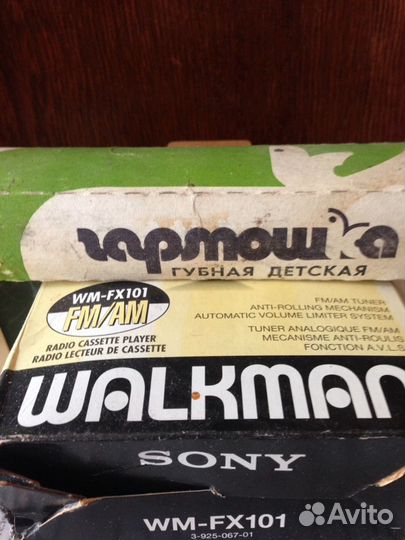 гармошка
ГУБНАЯ ДЕТСКАЯ
WM-FX101
FM/AM
RADIO CASSETTE PLAYER
RADIO LECTEUR DE CASSETTE
FM/AM TUNER
ANTI-ROLLING MECHANISM
AUTOMATIC VOLUME LIMITER SYSTEM
TUNER ANALOGIQUE FM/AM
MECANISME ANTI-ROULIS
FONCTION A.V.L.S
WALKMAN
SONY
WM-FX101
3-925-067-01
Avito